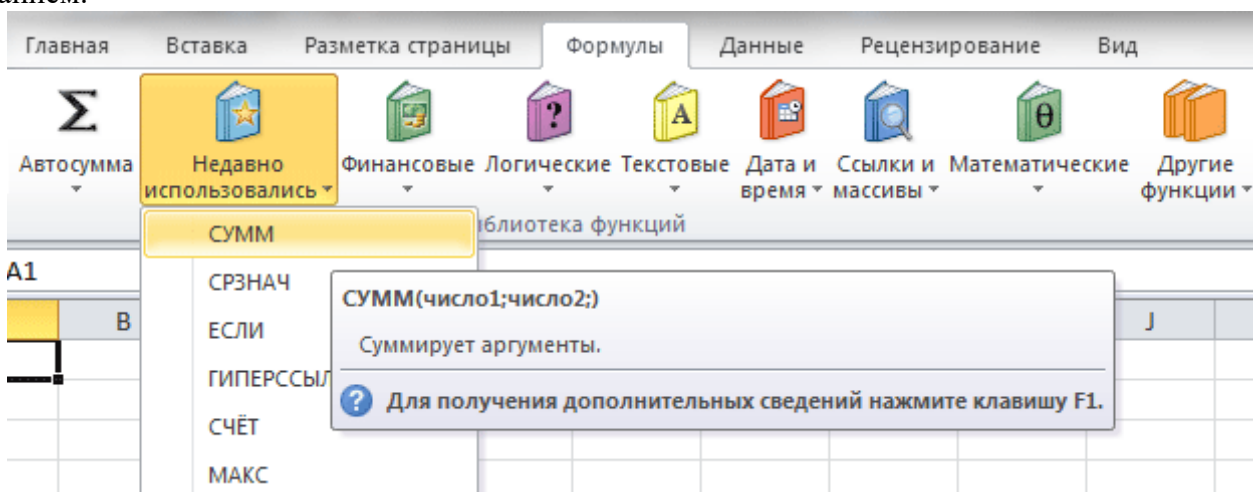 Главная Вставка Разметка страницы Формулы Данные Рецензирование Вид
Σ ? A θ
Автосумма Недавно использовались Финансовые Логические Текстовые Дата и время Ссылки и массивы Математические Другие функции
функций
СУММ
A1
СРЗНАЧ
СУММ(число1;число2;)
B J
ЕСЛИ
Суммирует аргументы.
Для получения дополнительных сведений нажмите клавишу F1.
СЧЁТ
МАКС